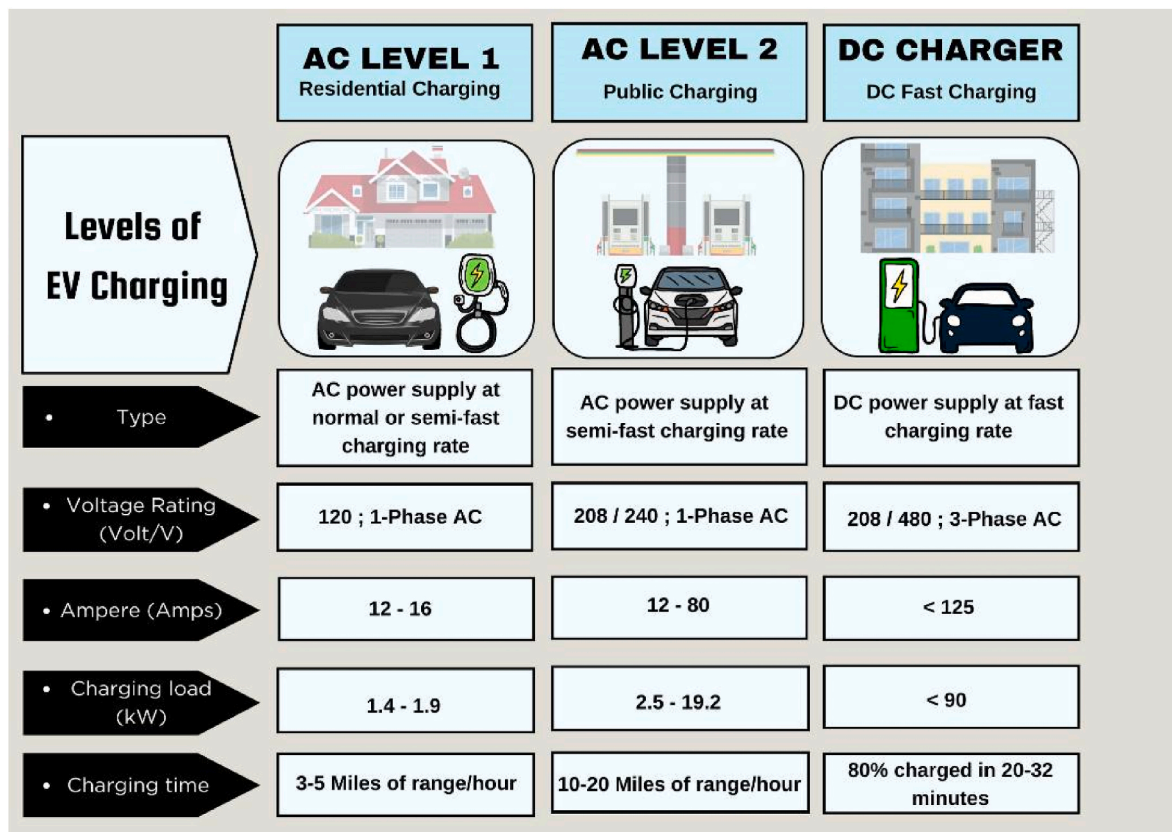 AC LEVEL 1
Residential Charging
AC LEVEL 2
Public Charging
DC CHARGER
DC Fast Charging
Levels of
EV Charging
• Type
AC power supply at
normal or semi-fast
charging rate
AC power supply at
semi-fast charging rate
DC power supply at fast
charging rate
• Voltage Rating
(Volt/V)
120 ; 1-Phase AC
208 / 240 ; 1-Phase AC
208 / 480 ; 3-Phase AC
• Ampere (Amps)
12 - 16
12 - 80
< 125
• Charging load
(kW)
1.4 - 1.9
2.5 - 19.2
< 90
• Charging time
3-5 Miles of range/hour
10-20 Miles of range/hour
80% charged in 20-32
minutes